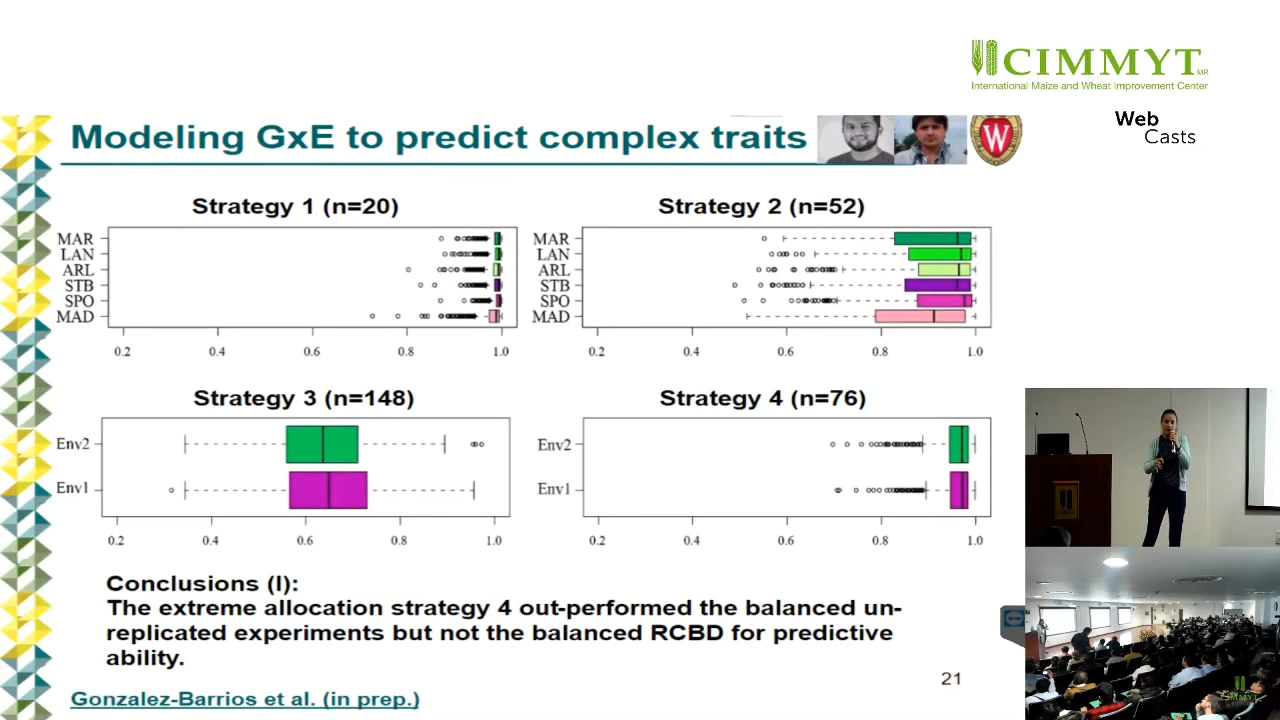 CIMMYT MR
International Maize and Wheat Improvement Center
Web
Casts
Modeling GxE to predict complex traits
W
Strategy 1 (n=20)
MAR
LAN
ARL
STB
SPO
MAD
0.2 0.4 0.6 0.8 1.0
Strategy 2 (n=52)
MAR
LAN
ARL
STB
SPO
MAD
0.2 0.4 0.6 0.8 1.0
Strategy 3 (n=148)
Env2
Env1
0.2 0.4 0.6 0.8 1.0
Strategy 4 (n=76)
Env2
Env1
0.2 0.4 0.6 0.8 1.0
Conclusions (I):
The extreme allocation strategy 4 out-performed the balanced un-
replicated experiments but not the balanced RCBD for predictive
ability.
21
Gonzalez-Barrios et al. (in prep.)
CIMMYT